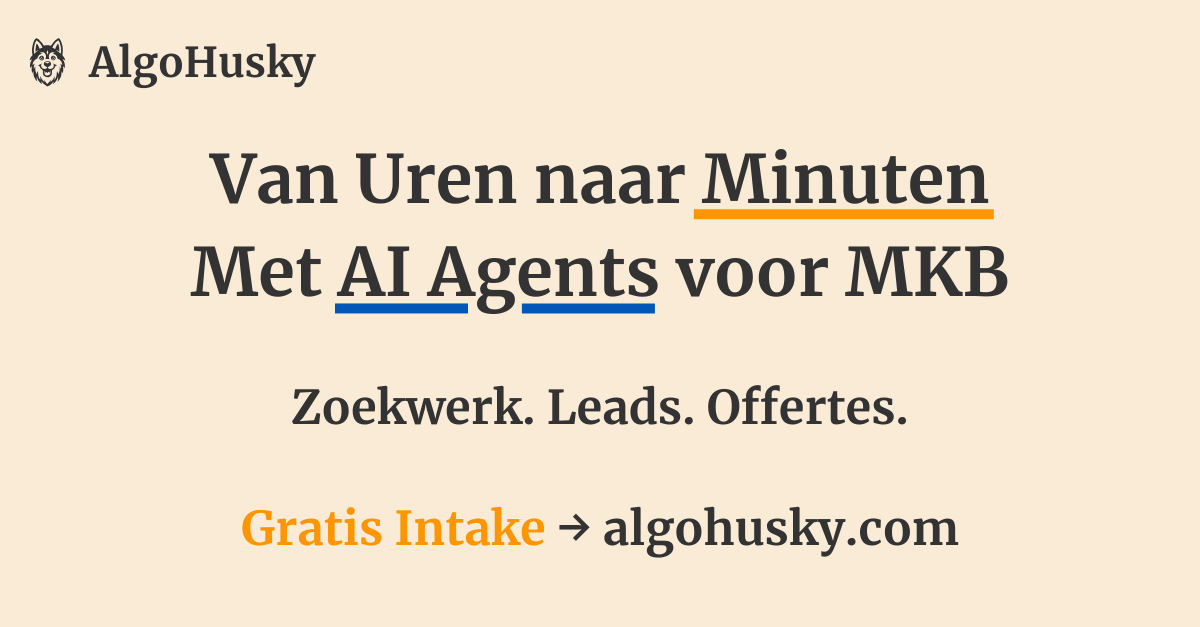 AlgoHusky
Van Uren naar Minuten
Met AI Agents voor MKB
Zoekwerk. Leads. Offertes.
Gratis Intake → algohusky.com